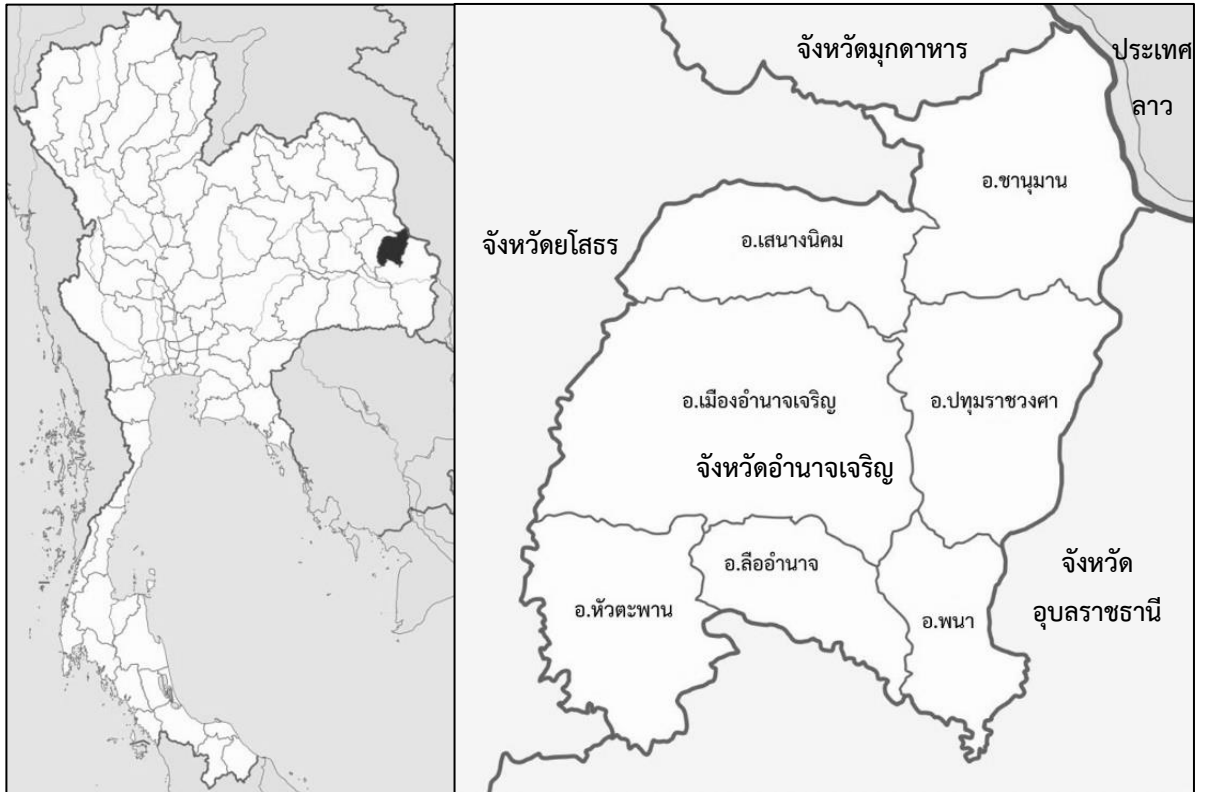 จังหวัดมุกดาหาร
ประเทศ
ลาว
อ.ชานุมาน
จังหวัดยโสธร
อ.เสนางนิคม
อ.เมืองอำนาจเจริญ
อ.ปทุมราชวงศา
จังหวัดอำนาจเจริญ
อ.ลืออำนาจ
อ.หัวตะพาน
อ.พนา
จังหวัด
อุบลราชธานี